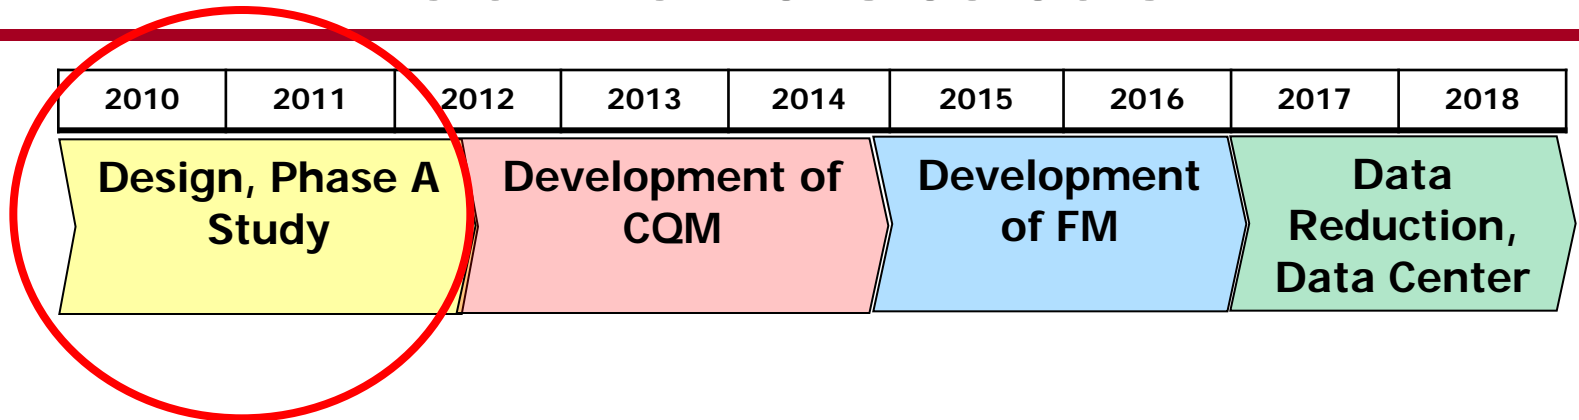 2010 2011 2012 2013 2014 2015 2016 2017 2018
Design, Phase A
Study
Development of
CQM
Development
of FM
Data
Reduction,
Data Center